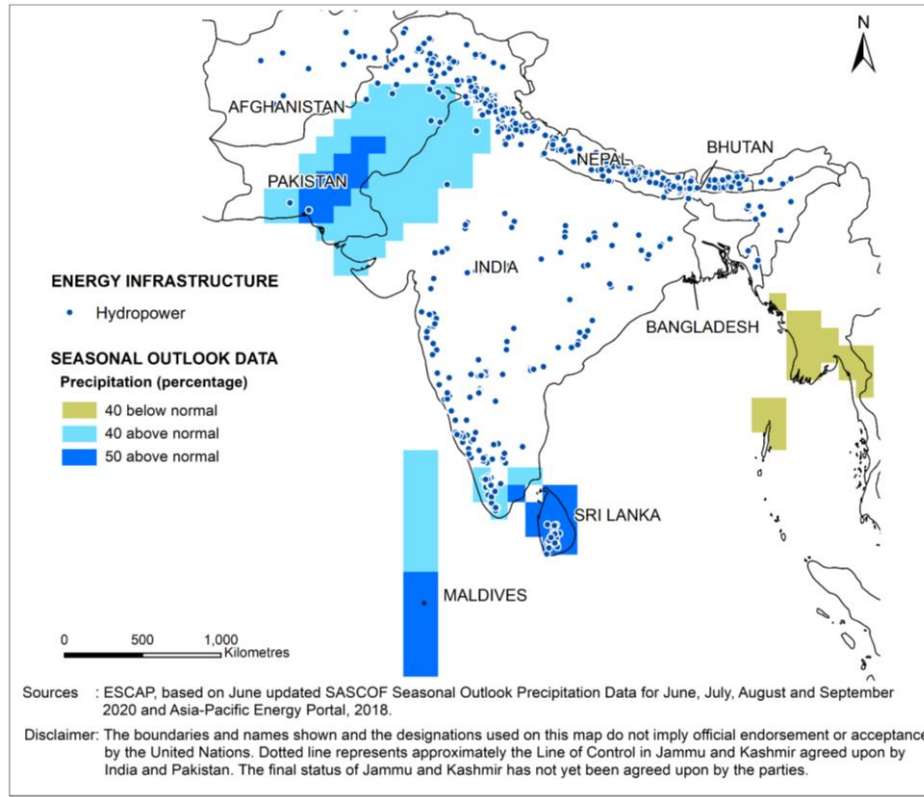 N
AFGHANISTAN
BHUTAN
NEPAL
PAKISTAN
INDIA
ENERGY INFRASTRUCTURE
Hydropower
BANGLADESH
SEASONAL OUTLOOK DATA
Precipitation (percentage)
40 below normal
40 above normal
50 above normal
SRI LANKA
MALDIVES
0 500 1,000
Kilometres
Sources : ESCAP, based on June updated SASCOF Seasonal Outlook Precipitation Data for June, July, August and September
2020 and Asia-Pacific Energy Portal, 2018.
Disclaimer: The boundaries and names shown and the designations used on this map do not imply official endorsement or acceptance
by the United Nations. Dotted line represents approximately the Line of Control in Jammu and Kashmir agreed upon by
India and Pakistan. The final status of Jammu and Kashmir has not yet been agreed upon by the parties.